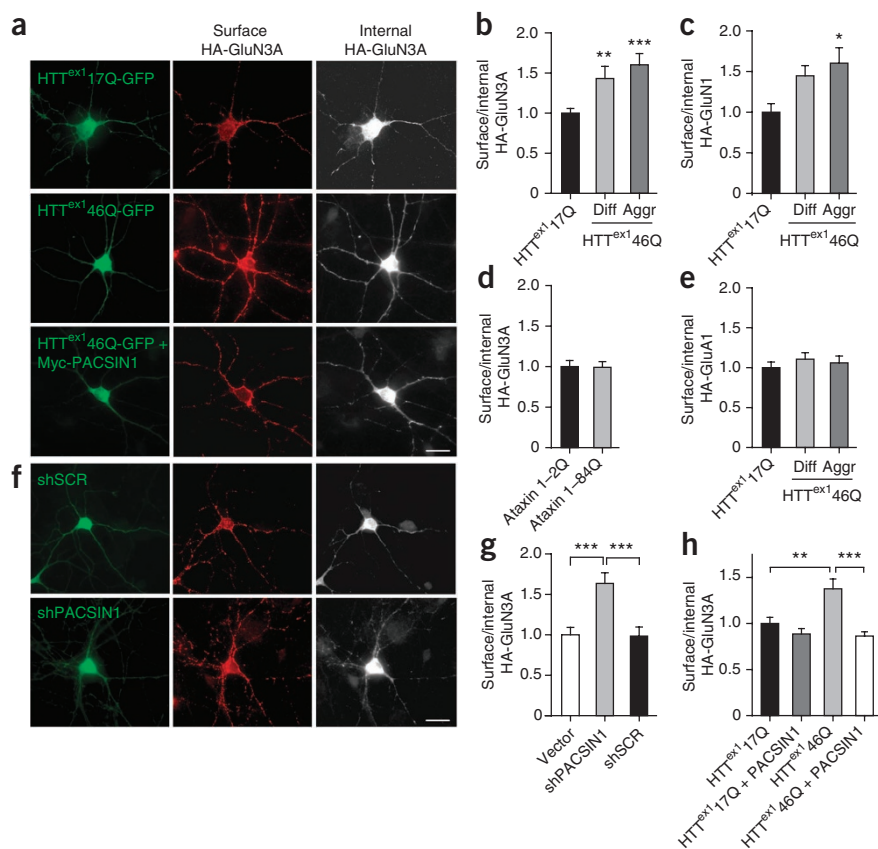 a
Surface
HA-GluN3A
Internal
HA-GluN3A
HTTex117Q-GFP
HTTex146Q-GFP
HTTex146Q-GFP +
Myc-PACSIN1
b
Surface/internal
HA-GluN3A
2.0
1.5
1.0
0.5
0
**
***
HTTex117Q
Diff
Aggr
HTTex146Q
c
Surface/internal
HA-GluN1
2.0
1.5
1.0
0.5
0
*
HTTex117Q
Diff
Aggr
HTTex146Q
d
Surface/internal
HA-GluN3A
2.0
1.5
1.0
0.5
0
Ataxin 1–2Q
Ataxin 1–84Q
e
Surface/internal
HA-GluA1
2.0
1.5
1.0
0.5
0
HTTex117Q
Diff
Aggr
HTTex146Q
f
shSCR
shPACSIN1
g
Surface/internal
HA-GluN3A
2.0
1.5
1.0
0.5
0
***
***
Vector
shPACSIN1
shSCR
h
Surface/internal
HA-GluN3A
1.5
1.0
0.5
0
**
***
HTTex117Q
HTTex117Q + PACSIN1
HTTex146Q
HTTex146Q + PACSIN1